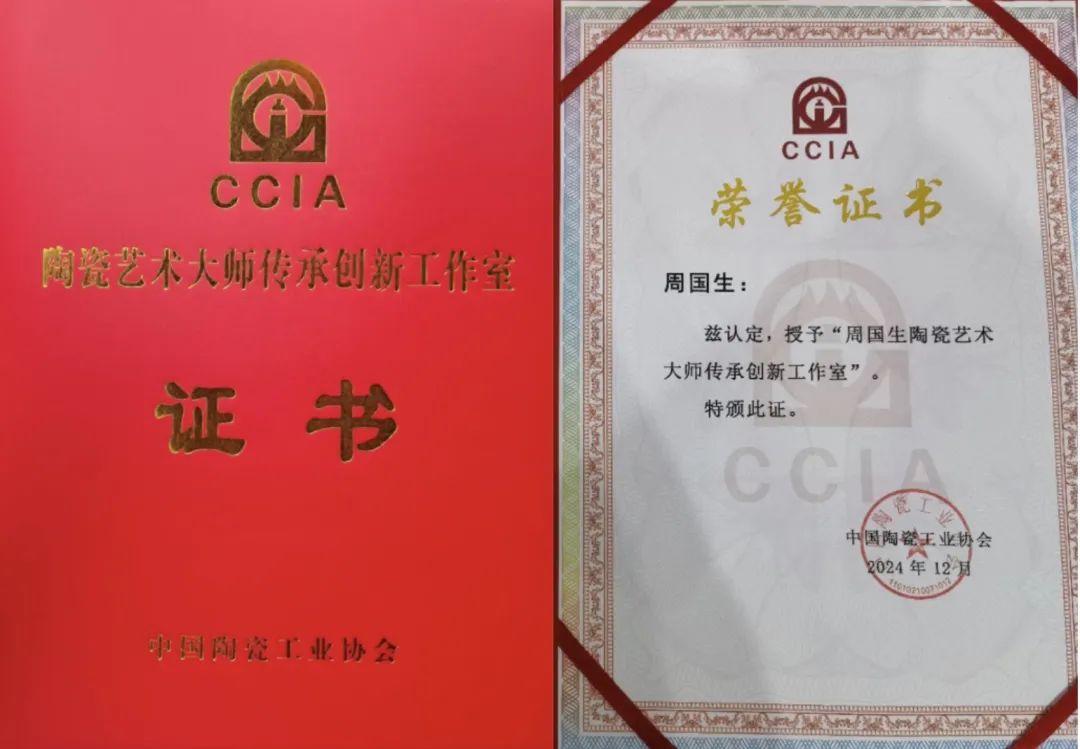 CCIA
陶瓷艺术大师传承创新工作室
证书
中国陶瓷工业协会
CCIA
荣誉证书
周国生：
兹认定，授予“周国生陶瓷艺术
大师传承创新工作室”。
特颁此证。
CCIA
中国陶瓷工业协会
2024年12月